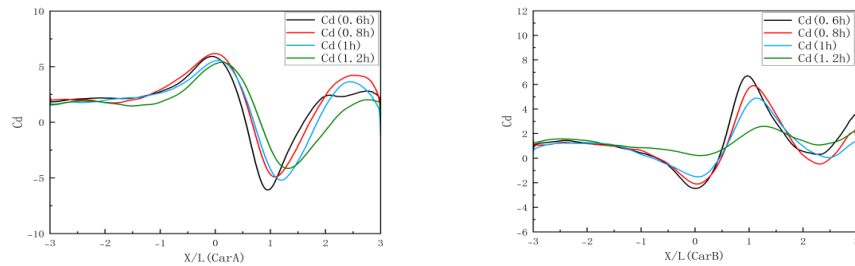 Cd(0.6h)
Cd(0.8h)
Cd(1h)
Cd(1.2h)
10
5
0
-5
-10
Cd
-3
-2
-1
0
1
2
3
X/L(CarA)
Cd(0.6h)
Cd(0.8h)
Cd(1h)
Cd(1.2h)
12
10
8
6
4
2
0
-2
-4
-6
Cd
-3
-2
-1
0
1
2
X/L(CarB)